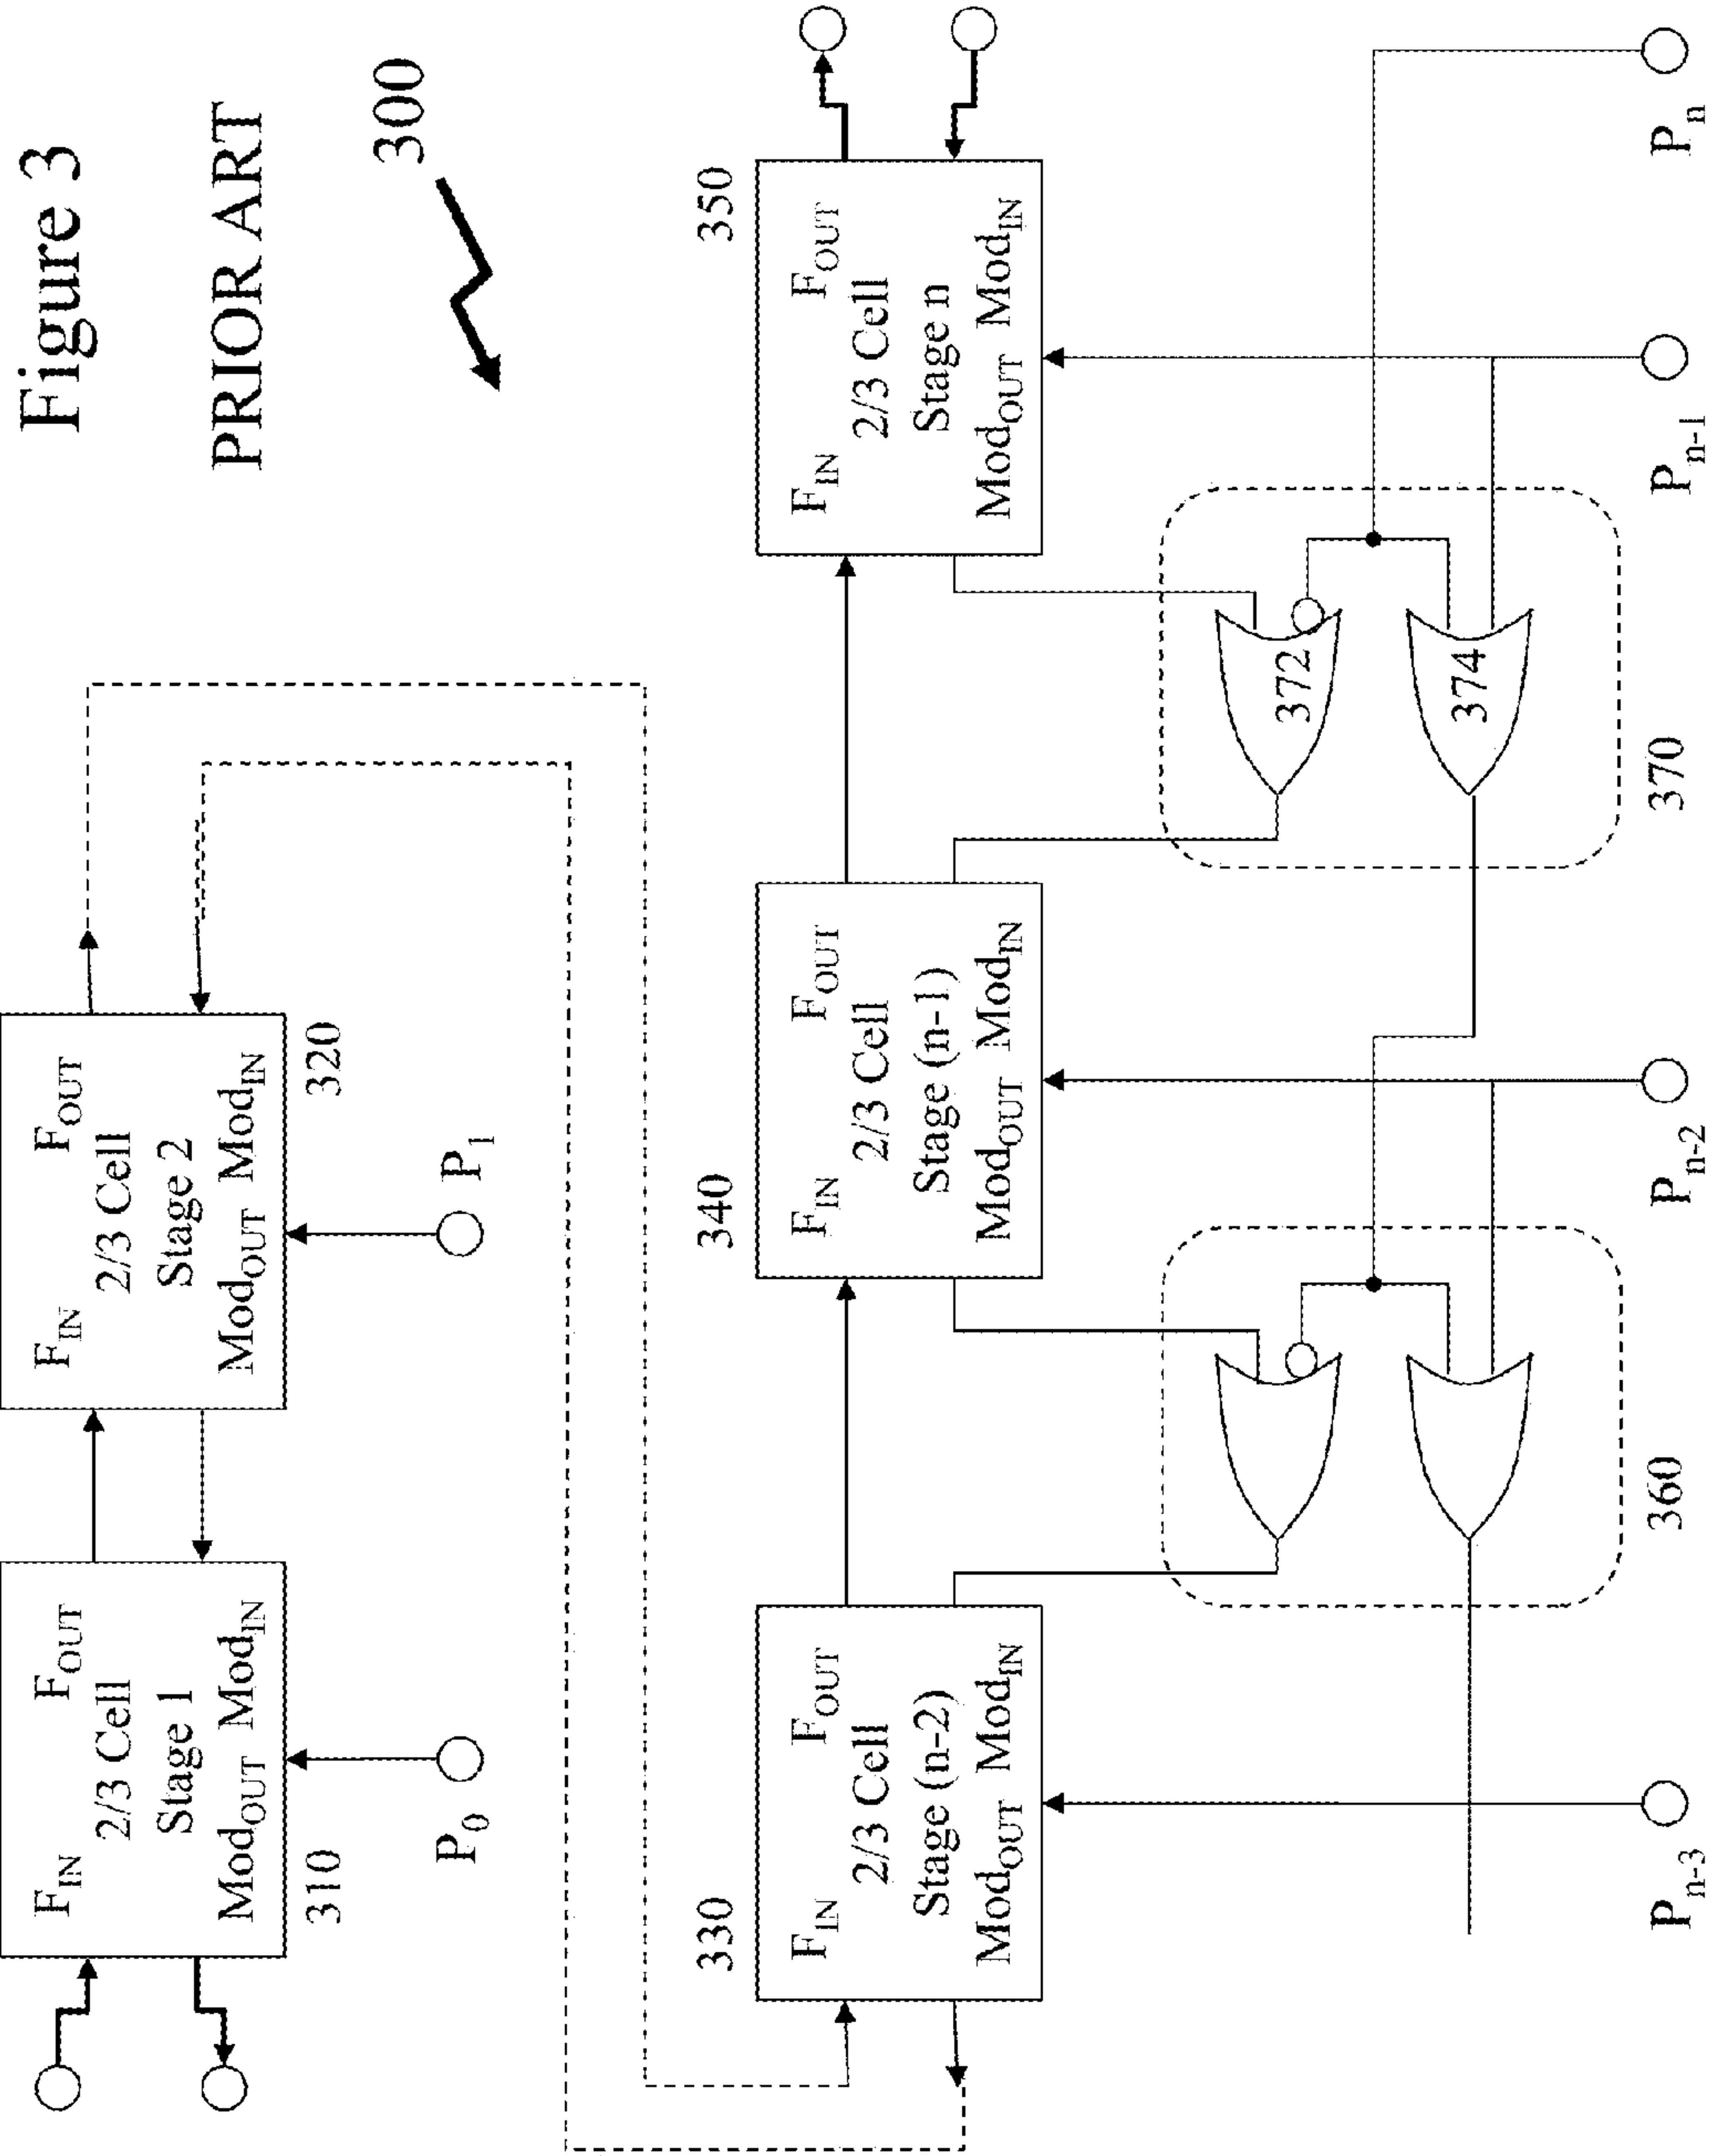 Figure 3
PRIOR ART
300
F_IN F_OUT
2/3 Cell
Stage 1
Mod_OUT Mod_IN
310
P_0
F_IN F_OUT
2/3 Cell
Stage 2
Mod_OUT Mod_IN
320
P_1
330
F_IN F_OUT
2/3 Cell
Stage (n-2)
Mod_OUT Mod_IN
340
F_IN F_OUT
2/3 Cell
Stage (n-1)
Mod_OUT Mod_IN
350
F_IN F_OUT
2/3 Cell
Stage n
Mod_OUT Mod_IN
372
374
360
370
P_n-3
P_n-2
P_n-1
P_n